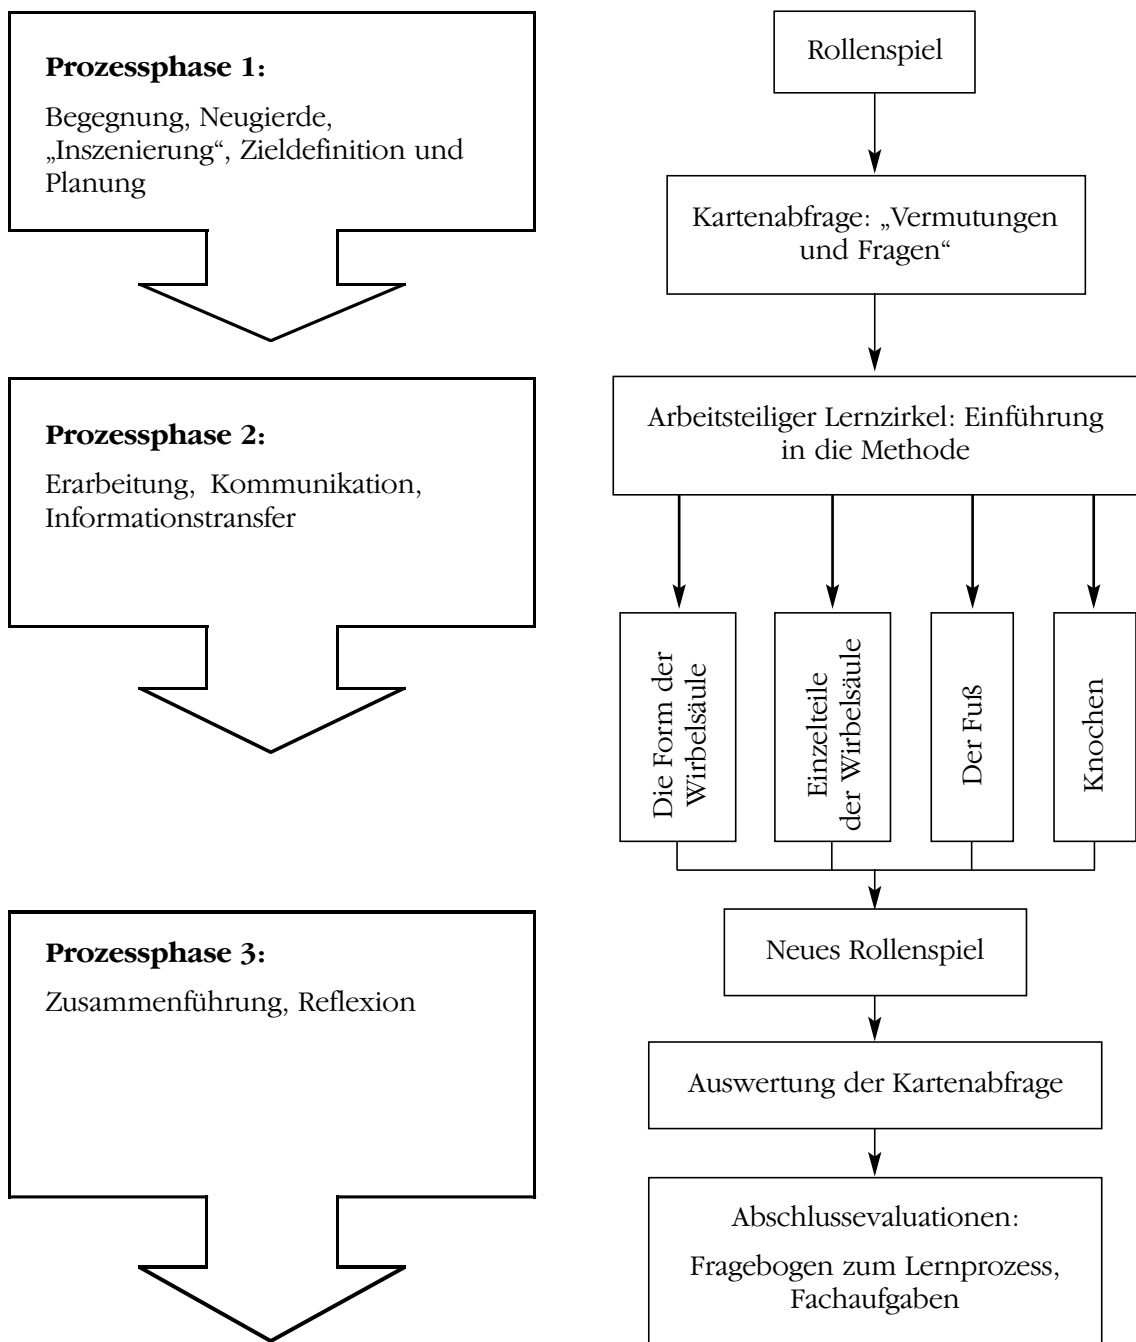 Prozessphase 1:
Begegnung, Neugierde,
„Inszenierung“, Zieldefinition und
Planung
Rollenspiel
Kartenabfrage: „Vermutungen
und Fragen“
Prozessphase 2:
Erarbeitung, Kommunikation,
Informationstransfer
Arbeitsteiliger Lernzirkel: Einführung
in die Methode
Die Form der
Wirbelsäule
Einzelteile
der Wirbelsäule
Der Fuß
Knochen
Prozessphase 3:
Zusammenführung, Reflexion
Neues Rollenspiel
Auswertung der Kartenabfrage
Abschlussevaluationen:
Fragebogen zum Lernprozess,
Fachaufgaben